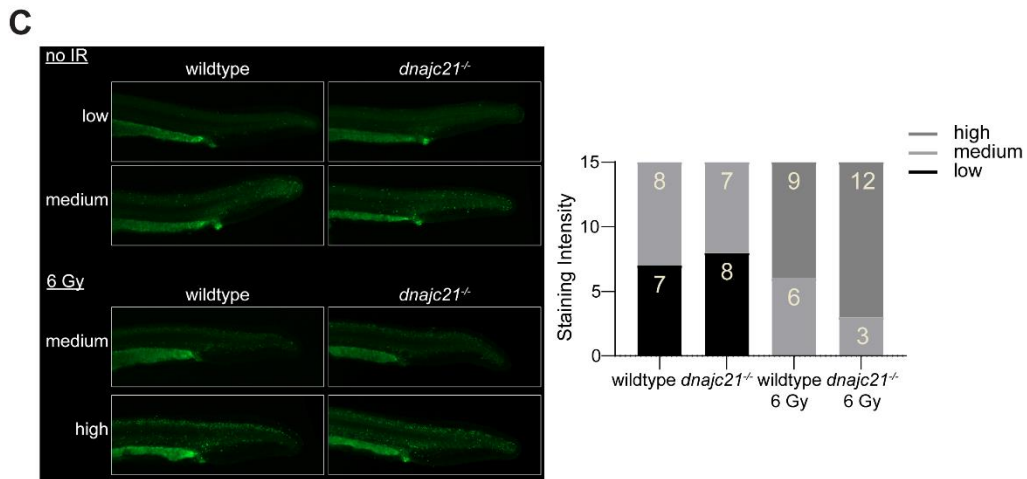 C
no IR
wildtype dnajc21-/-
low
medium
6 Gy
wildtype dnajc21-/-
medium
high
high
medium
low
Staining Intensity
15
10
5
0
8 7 9 12
7 8 6 3
wildtype dnajc21-/- wildtype dnajc21-/-
6 Gy 6 Gy